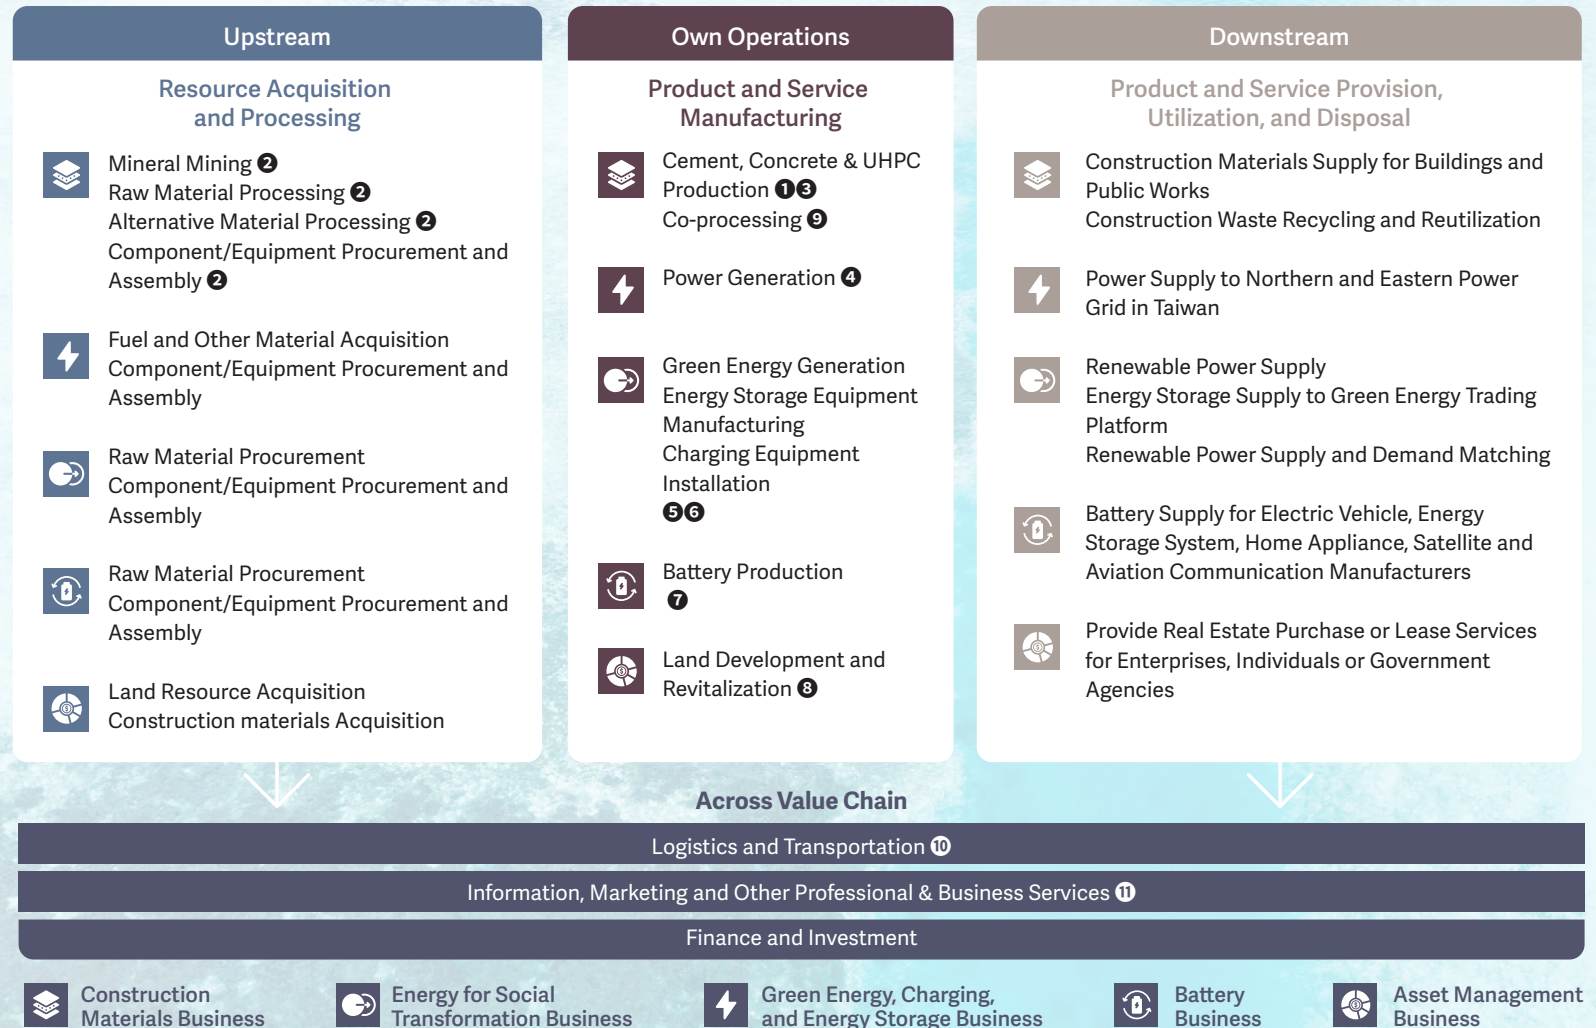 Upstream
Resource Acquisition
and Processing
Mineral Mining ❷
Raw Material Processing ❷
Alternative Material Processing ❷
Component/Equipment Procurement and
Assembly ❷
Fuel and Other Material Acquisition
Component/Equipment Procurement and
Assembly
Raw Material Procurement
Component/Equipment Procurement and
Assembly
Raw Material Procurement
Component/Equipment Procurement and
Assembly
Land Resource Acquisition
Construction materials Acquisition
Own Operations
Product and Service
Manufacturing
Cement, Concrete & UHPC
Production ❶❸
Co-processing ❾
Power Generation ❹
Green Energy Generation
Energy Storage Equipment
Manufacturing
Charging Equipment
Installation
❺❻
Battery Production
❼
Land Development and
Revitalization ❽
Downstream
Product and Service Provision,
Utilization, and Disposal
Construction Materials Supply for Buildings and
Public Works
Construction Waste Recycling and Reutilization
Power Supply to Northern and Eastern Power
Grid in Taiwan
Renewable Power Supply
Energy Storage Supply to Green Energy Trading
Platform
Renewable Power Supply and Demand Matching
Battery Supply for Electric Vehicle, Energy
Storage System, Home Appliance, Satellite and
Aviation Communication Manufacturers
Provide Real Estate Purchase or Lease Services
for Enterprises, Individuals or Government
Agencies
Across Value Chain
Logistics and Transportation ❿
Information, Marketing and Other Professional & Business Services ⓫
Finance and Investment
Construction
Materials Business
Energy for Social
Transformation Business
Green Energy, Charging,
and Energy Storage Business
Battery
Business
Asset Management
Business